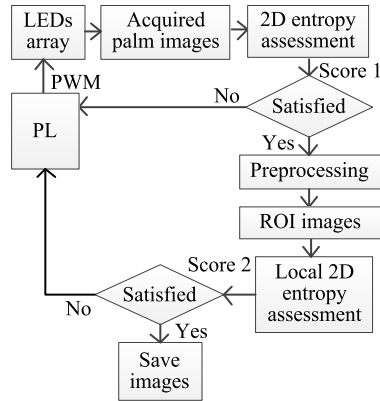 LEDs
array
Acquired
palm images
2D entropy
assessment
Score 1
PWM
No
Satisfied
PL
Yes
Preprocessing
ROI images
Score 2
Local 2D
entropy
assessment
Satisfied
No
Yes
Save
images